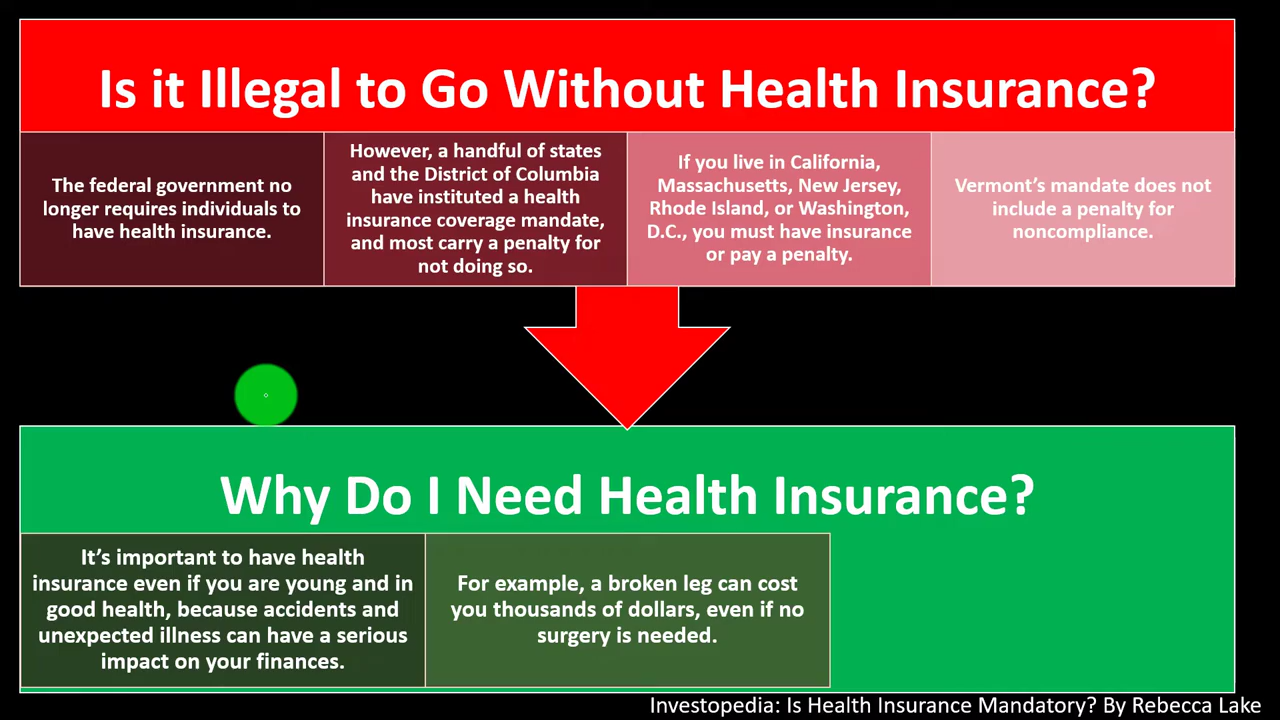 Is it Illegal to Go Without Health Insurance?
The federal government no
longer requires individuals to
have health insurance.
However, a handful of states
and the District of Columbia
have instituted a health
insurance coverage mandate,
and most carry a penalty for
not doing so.
If you live in California,
Massachusetts, New Jersey,
Rhode Island, or Washington,
D.C., you must have insurance
or pay a penalty.
Vermont’s mandate does not
include a penalty for
noncompliance.
Why Do I Need Health Insurance?
It’s important to have health
insurance even if you are young and in
good health, because accidents and
unexpected illness can have a serious
impact on your finances.
For example, a broken leg can cost
you thousands of dollars, even if no
surgery is needed.
Investopedia: Is Health Insurance Mandatory? By Rebecca Lake